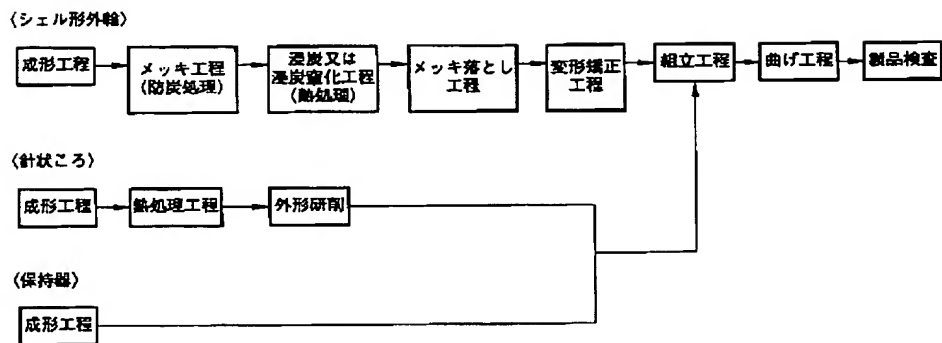 〈シェル形外輪〉
成形工程
メッキ工程
(防炭処理)
浸炭又は
浸炭窒化工程
(熱処理)
メッキ落とし
工程
変形矯正
工程
組立工程
曲げ工程
製品検査
〈針状ころ〉
成形工程
熱処理工程
外形研削
〈保持器〉
成形工程